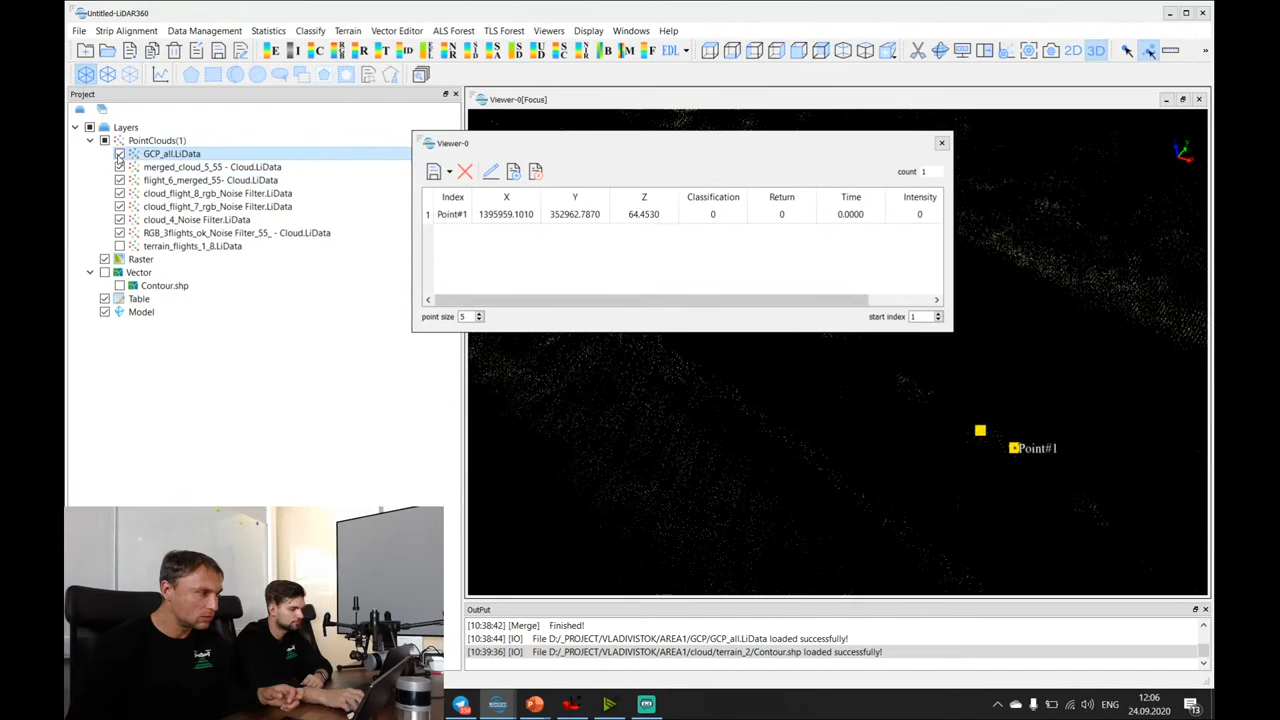 Untitled-LiDAR360
File Strip Alignment Data Management Statistics Classify Terrain Vector Editor ALS Forest TLS Forest Viewers Display Windows Help
E I C R T ID B M F EDL 2D 3D
Project
Layers
PointClouds(1)
GCP_all.LiData
merged_cloud_5_55 - Cloud.LiData
flight_6_merged_55- Cloud.LiData
cloud_flight_8_rgb_Noise Filter.LiData
cloud_flight_7_rgb_Noise Filter.LiData
cloud_4_Noise Filter.LiData
RGB_3flights_ok_Noise Filter_55_ - Cloud.LiData
terrain_flights_1_8.LiData
Raster
Vector
Contour.shp
Table
Model
Viewer-0[Focus]
Viewer-0
count 1
Index X Y Z Classification Return Time Intensity
1 Point#1 1395959.1010 352962.7870 64.4530 0 0 0.0000 0
point size 5 start index 1
Point#1
OutPut
[10:38:42] [Merge] Finished!
[10:38:44] [IO] File D:/_PROJECT/VLADIVISTOK/AREA1/GCP/GCP_all.LiData loaded successfully!
[10:39:36] [IO] File D:/_PROJECT/VLADIVISTOK/AREA1/cloud/terrain_2/Contour.shp loaded successfully!
ENG
12:06
24.09.2020